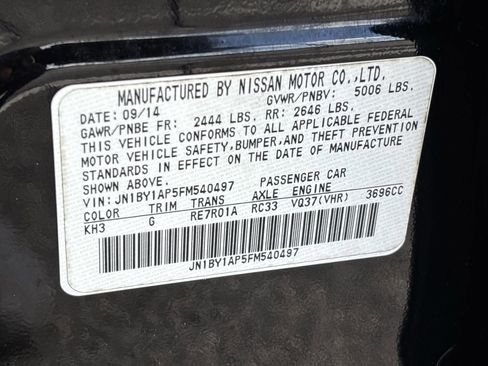 MANUFACTURED BY NISSAN MOTOR CO.,LTD.
DATE: 09/14 GVWR/PNBV: 5006 LBS.
GAWR/PNBE FR: 2444 LBS. RR: 2646 LBS.
THIS VEHICLE CONFORMS TO ALL APPLICABLE FEDERAL
MOTOR VEHICLE SAFETY,BUMPER,AND THEFT PREVENTION
STANDARDS IN EFFECT ON THE DATE OF MANUFACTURE
SHOWN ABOVE.
VIN: JN1BY1AP5FM540497 PASSENGER CAR
COLOR TRIM TRANS AXLE ENGINE
KH3 G RE7R01A RC33 VQ37(VHR) 3696CC
JN1BY1AP5FM540497